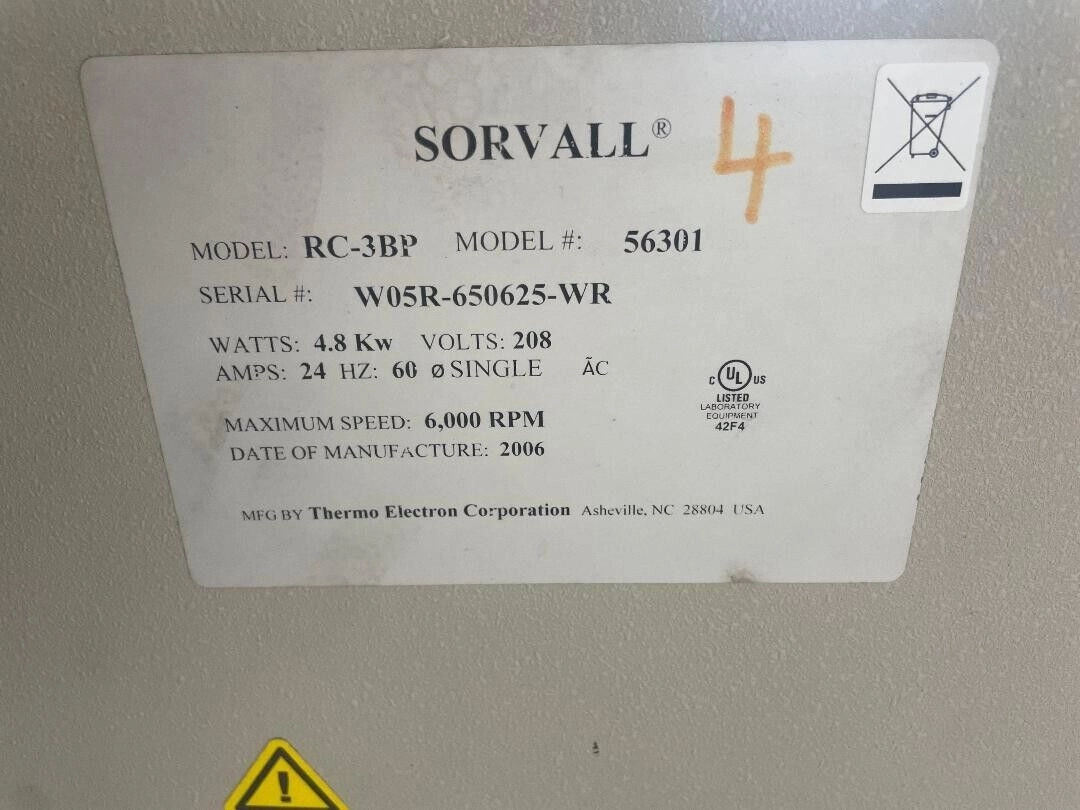 SORVALL®
4
MODEL: RC-3BP MODEL #: 56301
SERIAL #: W05R-650625-WR
WATTS: 4.8 Kw VOLTS: 208
AMPS: 24 HZ: 60 ø SINGLE ÃC
C UL US
LISTED
LABORATORY
EQUIPMENT
42F4
MAXIMUM SPEED: 6,000 RPM
DATE OF MANUFACTURE: 2006
MFG BY Thermo Electron Corporation Asheville, NC 28804 USA
!